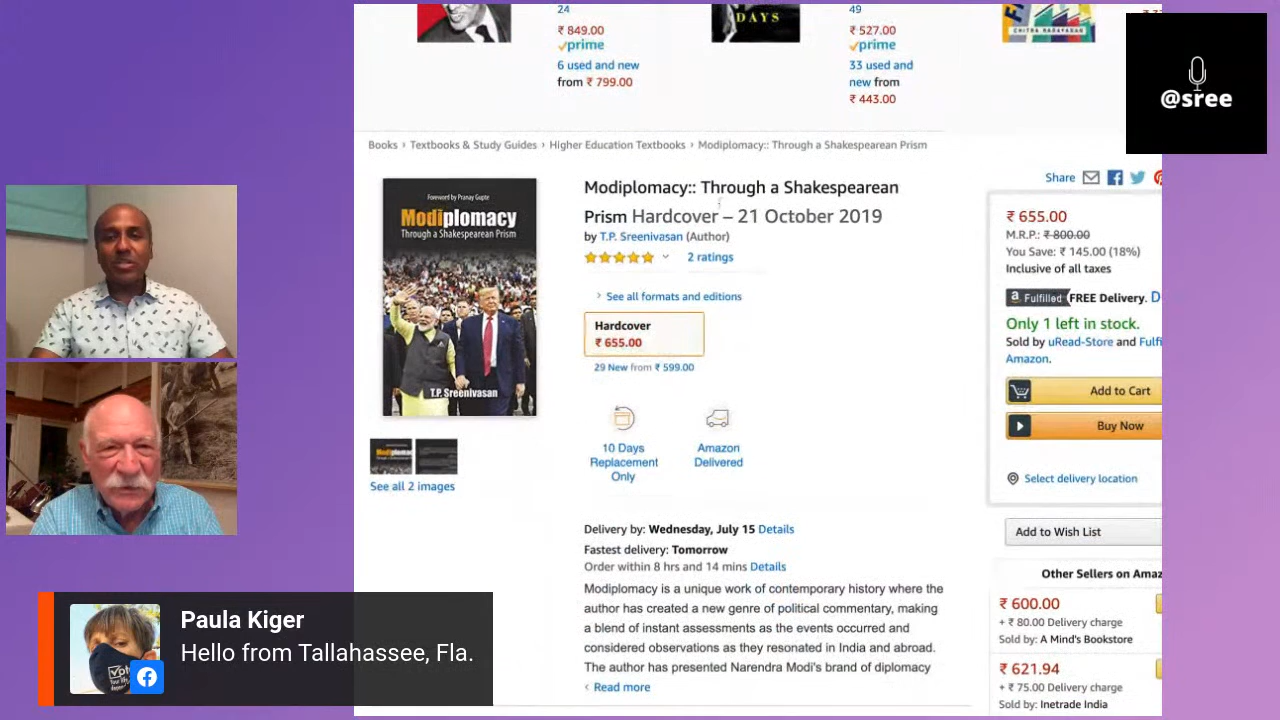 24
₹ 849.00
prime
6 used and new
from ₹ 799.00
DAYS
49
₹ 527.00
prime
33 used and
new from
₹ 443.00
CHITRA NARAYANAN
@sree
Books › Textbooks & Study Guides › Higher Education Textbooks › Modiplomacy:: Through a Shakespearean Prism
Foreword by Pranay Gupte
Modiplomacy
Through a Shakespearean Prism
T.P. Sreenivasan
See all 2 images
Modiplomacy:: Through a Shakespearean
Prism Hardcover – 21 October 2019
by T.P. Sreenivasan (Author)
2 ratings
See all formats and editions
Hardcover
₹ 655.00
29 New from ₹ 599.00
10 Days
Replacement
Only
Amazon
Delivered
Delivery by: Wednesday, July 15 Details
Fastest delivery: Tomorrow
Order within 8 hrs and 14 mins Details
Modiplomacy is a unique work of contemporary history where the
author has created a new genre of political commentary, making
a blend of instant assessments as the events occurred and
considered observations as they resonated in India and abroad.
The author has presented Narendra Modi's brand of diplomacy
Read more
Share
₹ 655.00
M.R.P.: ₹ 800.00
You Save: ₹ 145.00 (18%)
Inclusive of all taxes
a Fulfilled FREE Delivery. D
Only 1 left in stock.
Sold by uRead-Store and Fulfi
Amazon.
Add to Cart
Buy Now
Select delivery location
Add to Wish List
Other Sellers on Amaz
₹ 600.00
+ ₹ 80.00 Delivery charge
Sold by: A Mind's Bookstore
₹ 621.94
+ ₹ 75.00 Delivery charge
Sold by: Inetrade India
Paula Kiger
Hello from Tallahassee, Fla.